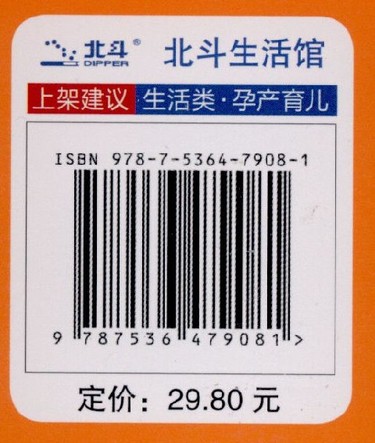 北斗® 北斗生活馆
DIPPER
上架建议 生活类·孕产育儿
ISBN 978-7-5364-7908-1
9 787536 479081 >
定价：29.80 元